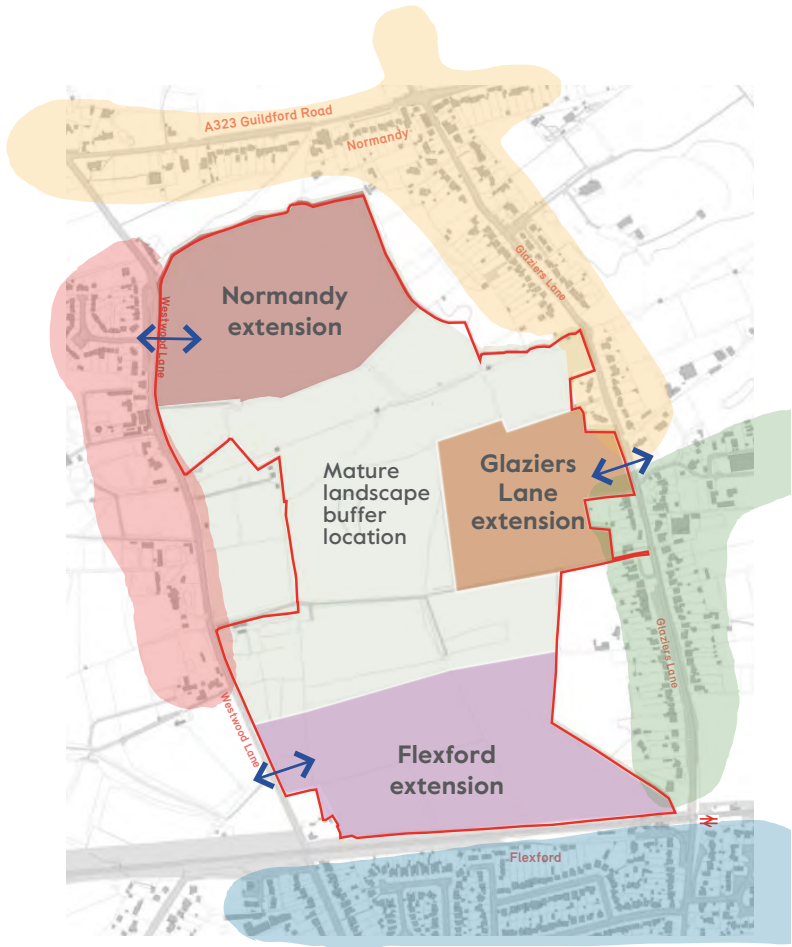 A323 Guildford Road
Normandy
Glaziers Lane
Normandy
extension
Westwood Lane
Glaziers
Lane
extension
Mature
landscape
buffer
location
Glaziers Lane
Westwood Lane
Flexford
extension
Flexford